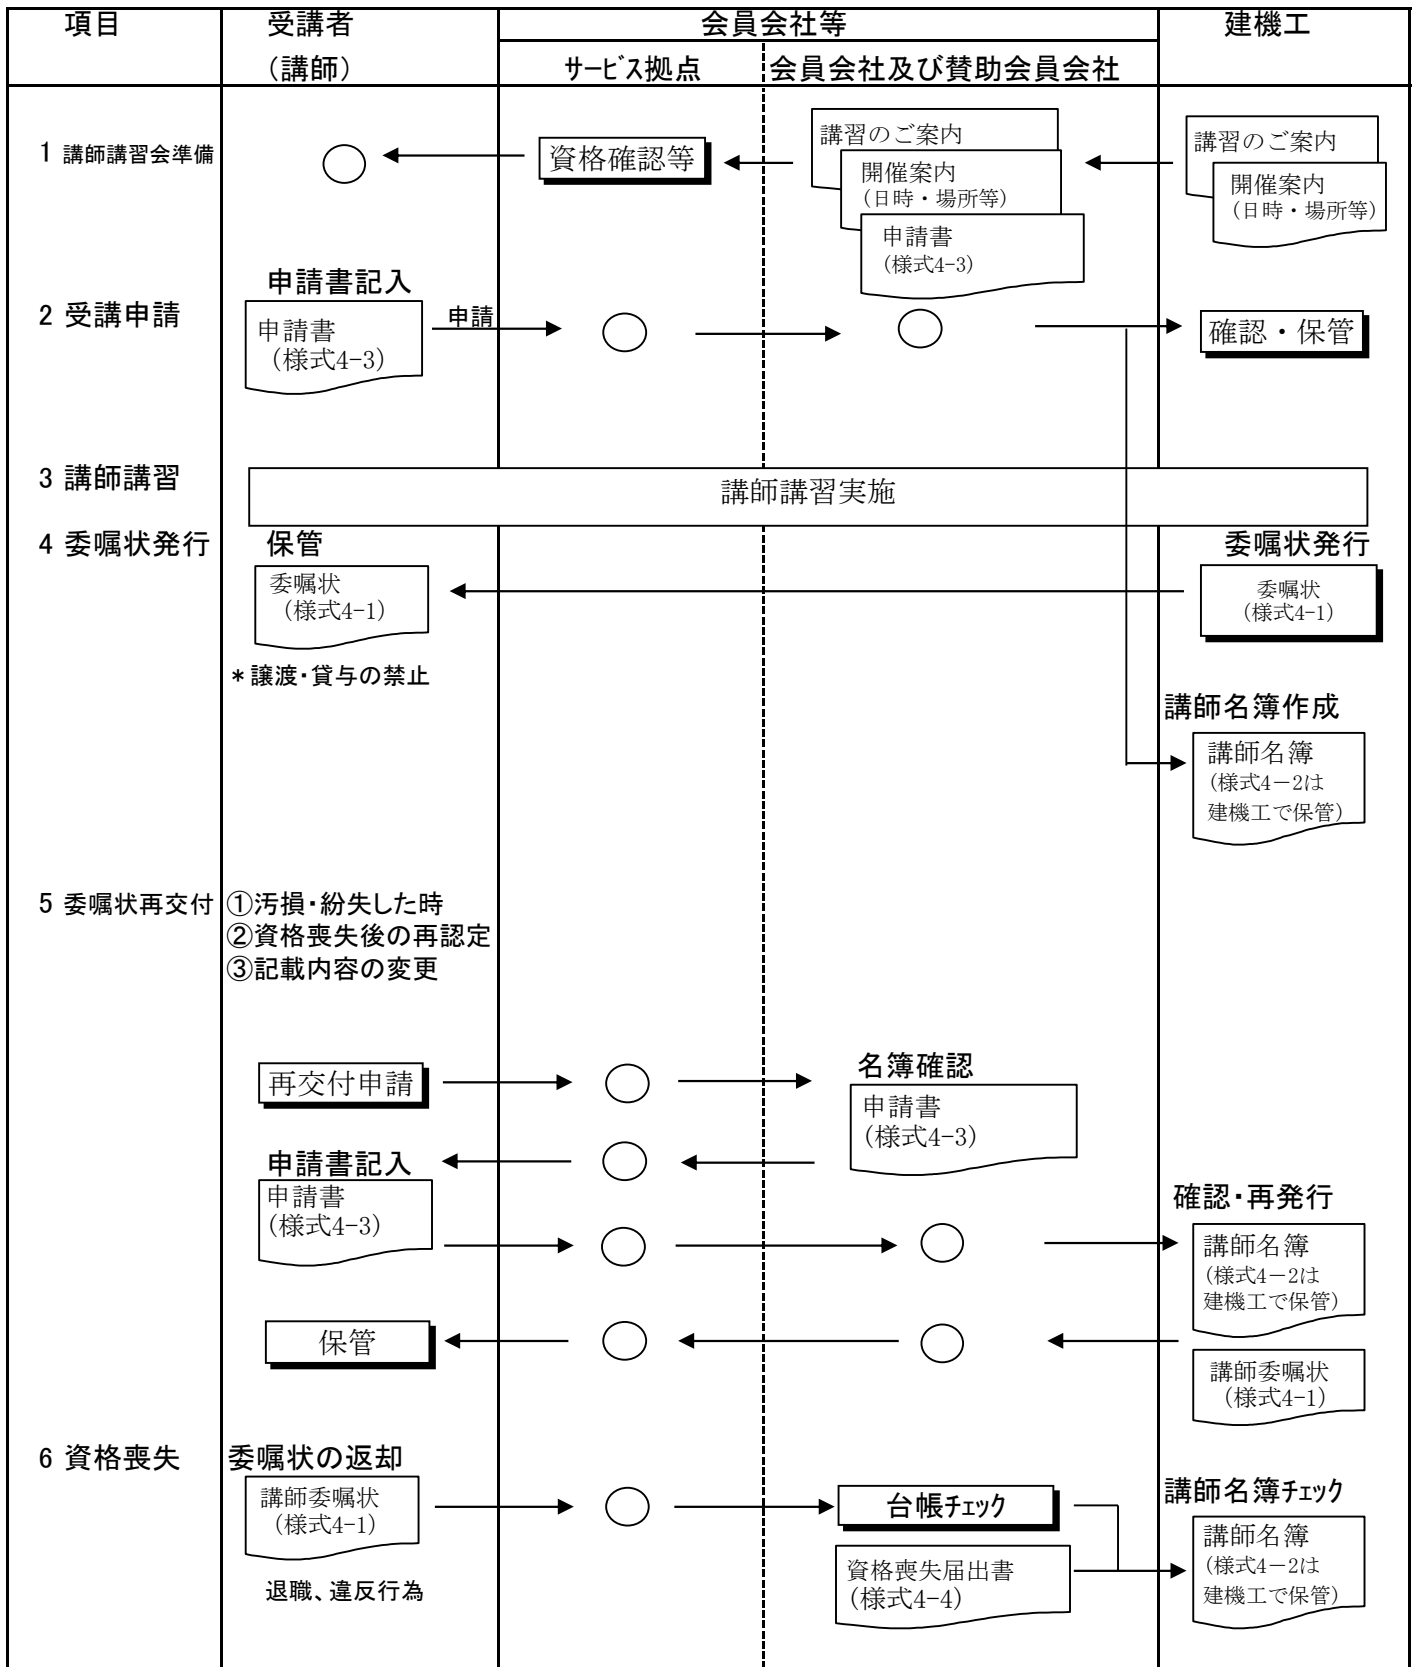 項目
受講者
(講師)
会員会社等
サービス拠点
会員会社及び賛助会員会社
建機工
1 講師講習会準備
資格確認等
講習のご案内
開催案内
(日時・場所等)
申請書
(様式4-3)
講習のご案内
開催案内
(日時・場所等)
2 受講申請
申請書記入
申請書
(様式4-3)
申請
確認・保管
3 講師講習
講師講習実施
4 委嘱状発行
保管
委嘱状
(様式4-1)
*譲渡・貸与の禁止
委嘱状発行
委嘱状
(様式4-1)
講師名簿作成
講師名簿
(様式4-2は
建機工で保管)
5 委嘱状再交付
①汚損・紛失した時
②資格喪失後の再認定
③記載内容の変更
再交付申請
名簿確認
申請書
(様式4-3)
申請書記入
申請書
(様式4-3)
確認・再発行
講師名簿
(様式4-2は
建機工で保管)
保管
講師委嘱状
(様式4-1)
6 資格喪失
委嘱状の返却
講師委嘱状
(様式4-1)
退職、違反行為
台帳チェック
資格喪失届出書
(様式4-4)
講師名簿チェック
講師名簿
(様式4-2は
建機工で保管)